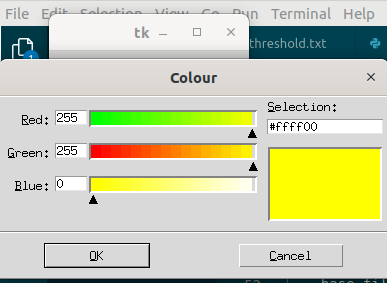 File Edit Selection View Go Run Terminal Help
tk
threshold.txt
1
Colour
Red: 255
Selection:
#ffff00
Green: 255
Blue: 0
OK
Cancel